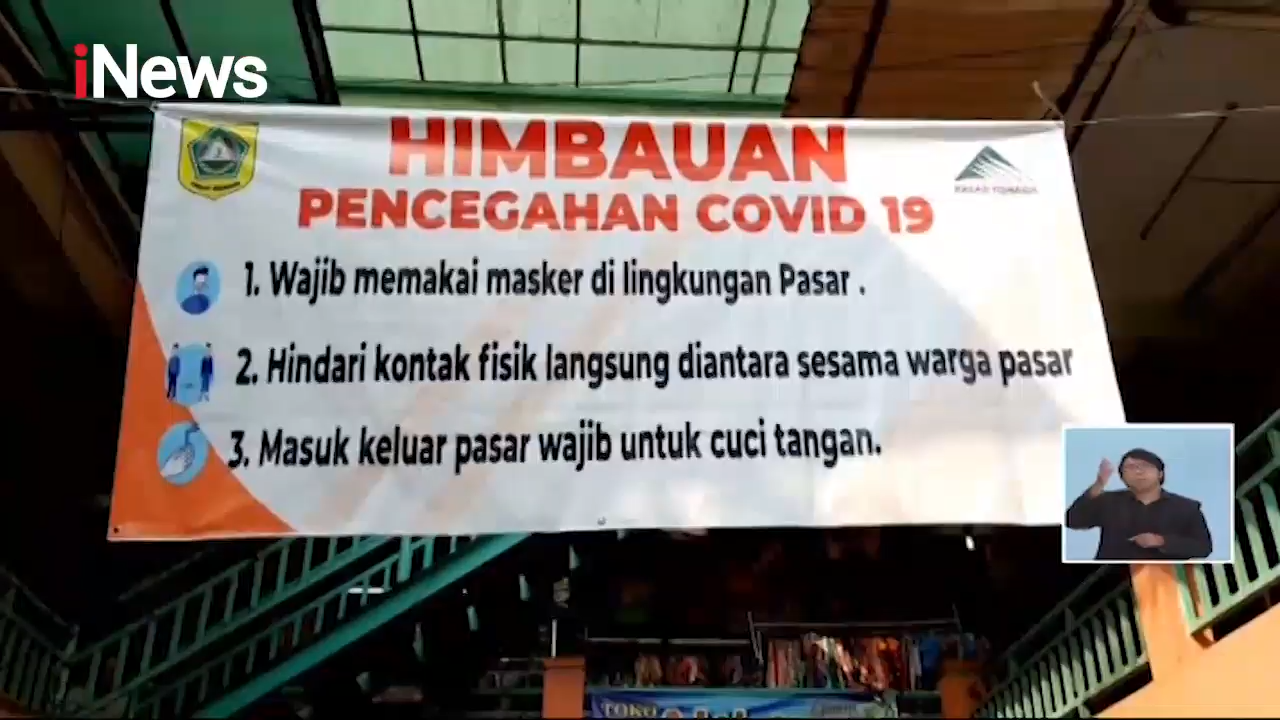 iNews
HIMBAUAN
PENCEGAHAN COVID 19
1. Wajib memakai masker di lingkungan Pasar .
2. Hindari kontak fisik langsung diantara sesama warga pasar
3. Masuk keluar pasar wajib untuk cuci tangan.
TOKO